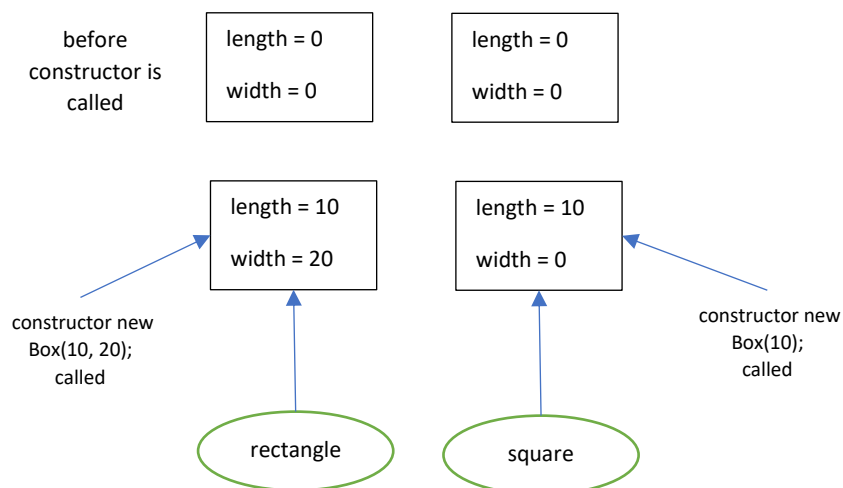 before
constructor is
called
length = 0
width = 0
length = 0
width = 0
length = 10
width = 20
length = 10
width = 0
constructor new
Box(10, 20);
called
constructor new
Box(10);
called
rectangle
square